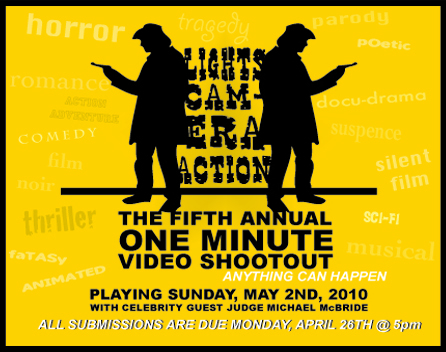 horror
tragedy
parody
poetic
romance
ACTION
ADVENTURE
docu-drama
COMEDY
suspence
film
silent
film
noir
thriller
SCI-FI
faTASy
musical
ANIMATED
LIGHTS
CAM-
ERA
ACTION
THE FIFTH ANNUAL
ONE MINUTE
VIDEO SHOOTOUT
ANYTHING CAN HAPPEN
PLAYING SUNDAY, MAY 2ND, 2010
WITH CELEBRITY GUEST JUDGE MICHAEL McBRIDE
ALL SUBMISSIONS ARE DUE MONDAY, APRIL 26TH @ 5pm